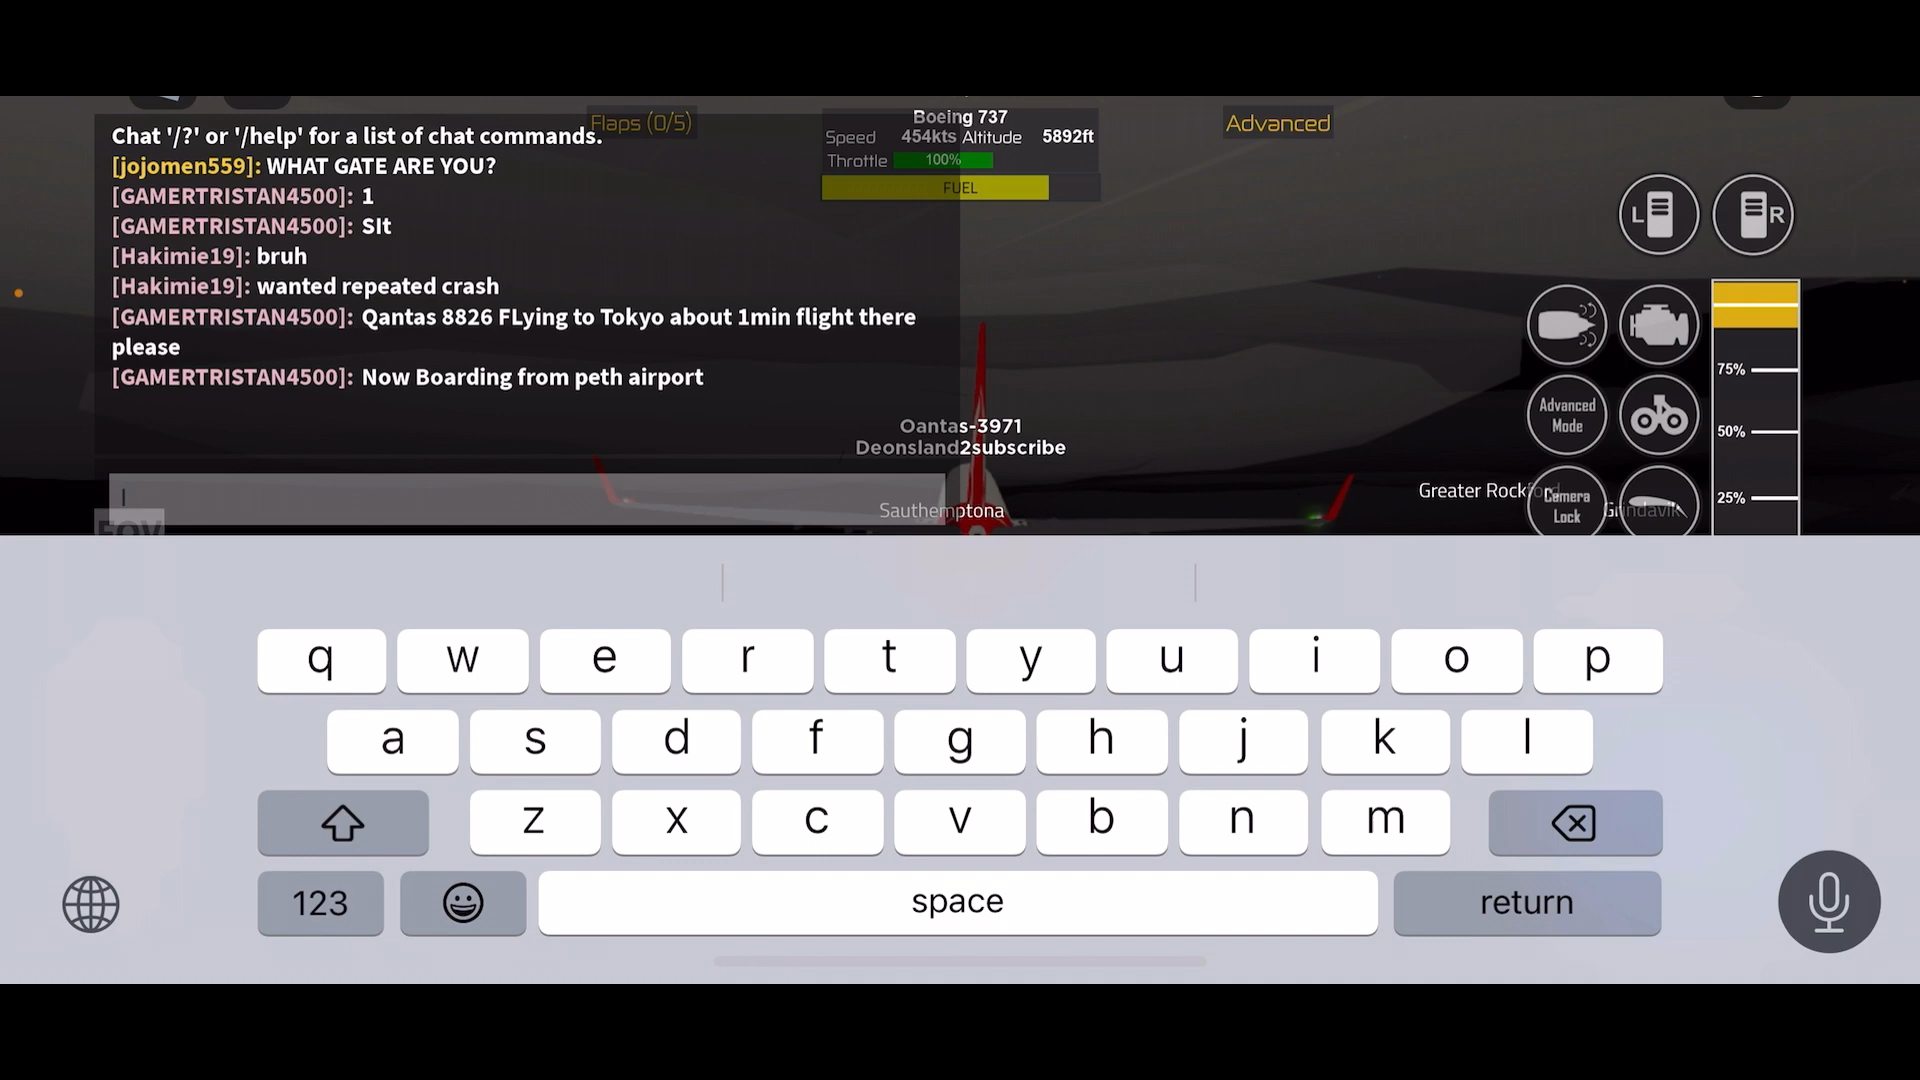 Flaps (0/5)
Boeing 737
Speed 454kts Altitude 5892ft
Throttle 100%
FUEL
Advanced
Chat '/?' or '/help' for a list of chat commands.
[jojomen559]: WHAT GATE ARE YOU?
[GAMERTRISTAN4500]: 1
[GAMERTRISTAN4500]: SIt
[Hakimie19]: bruh
[Hakimie19]: wanted repeated crash
[GAMERTRISTAN4500]: Qantas 8826 FLying to Tokyo about 1min flight there
please
[GAMERTRISTAN4500]: Now Boarding from peth airport
L
R
75%
Advanced
Mode
50%
Oantas-3971
Deonsland2subscribe
Greater Rockford
Camera
Lock
Grindavik
25%
Sauthemptona
FOV
q w e r t y u i o p
a s d f g h j k l
z x c v b n m
123 space return